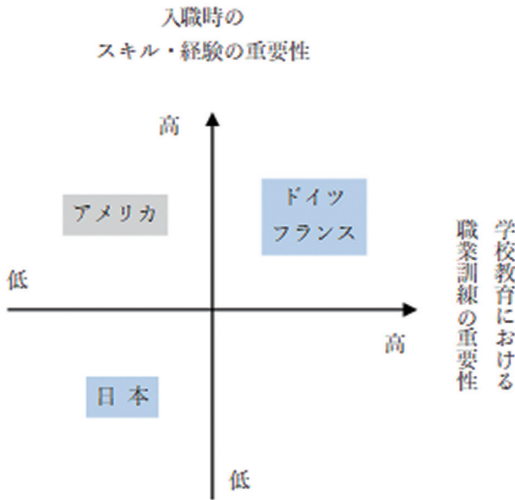 入職時の
スキル・経験の重要性
高
アメリカ
ドイツ
フランス
低
高
日本
低
学校教育における
職業訓練の重要性